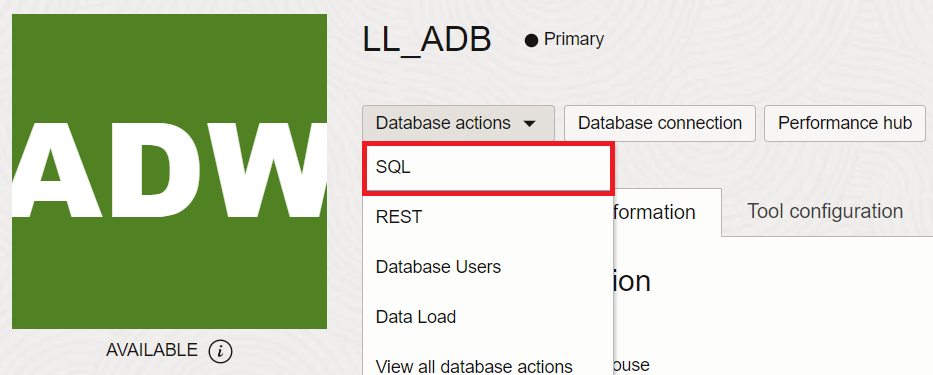 LL_ADB
Primary
ADW
Database actions
Database connection
Performance hub
SQL
REST
formation
Tool configuration
Database Users
ion
Data Load
AVAILABLE
View all database actions
ouse